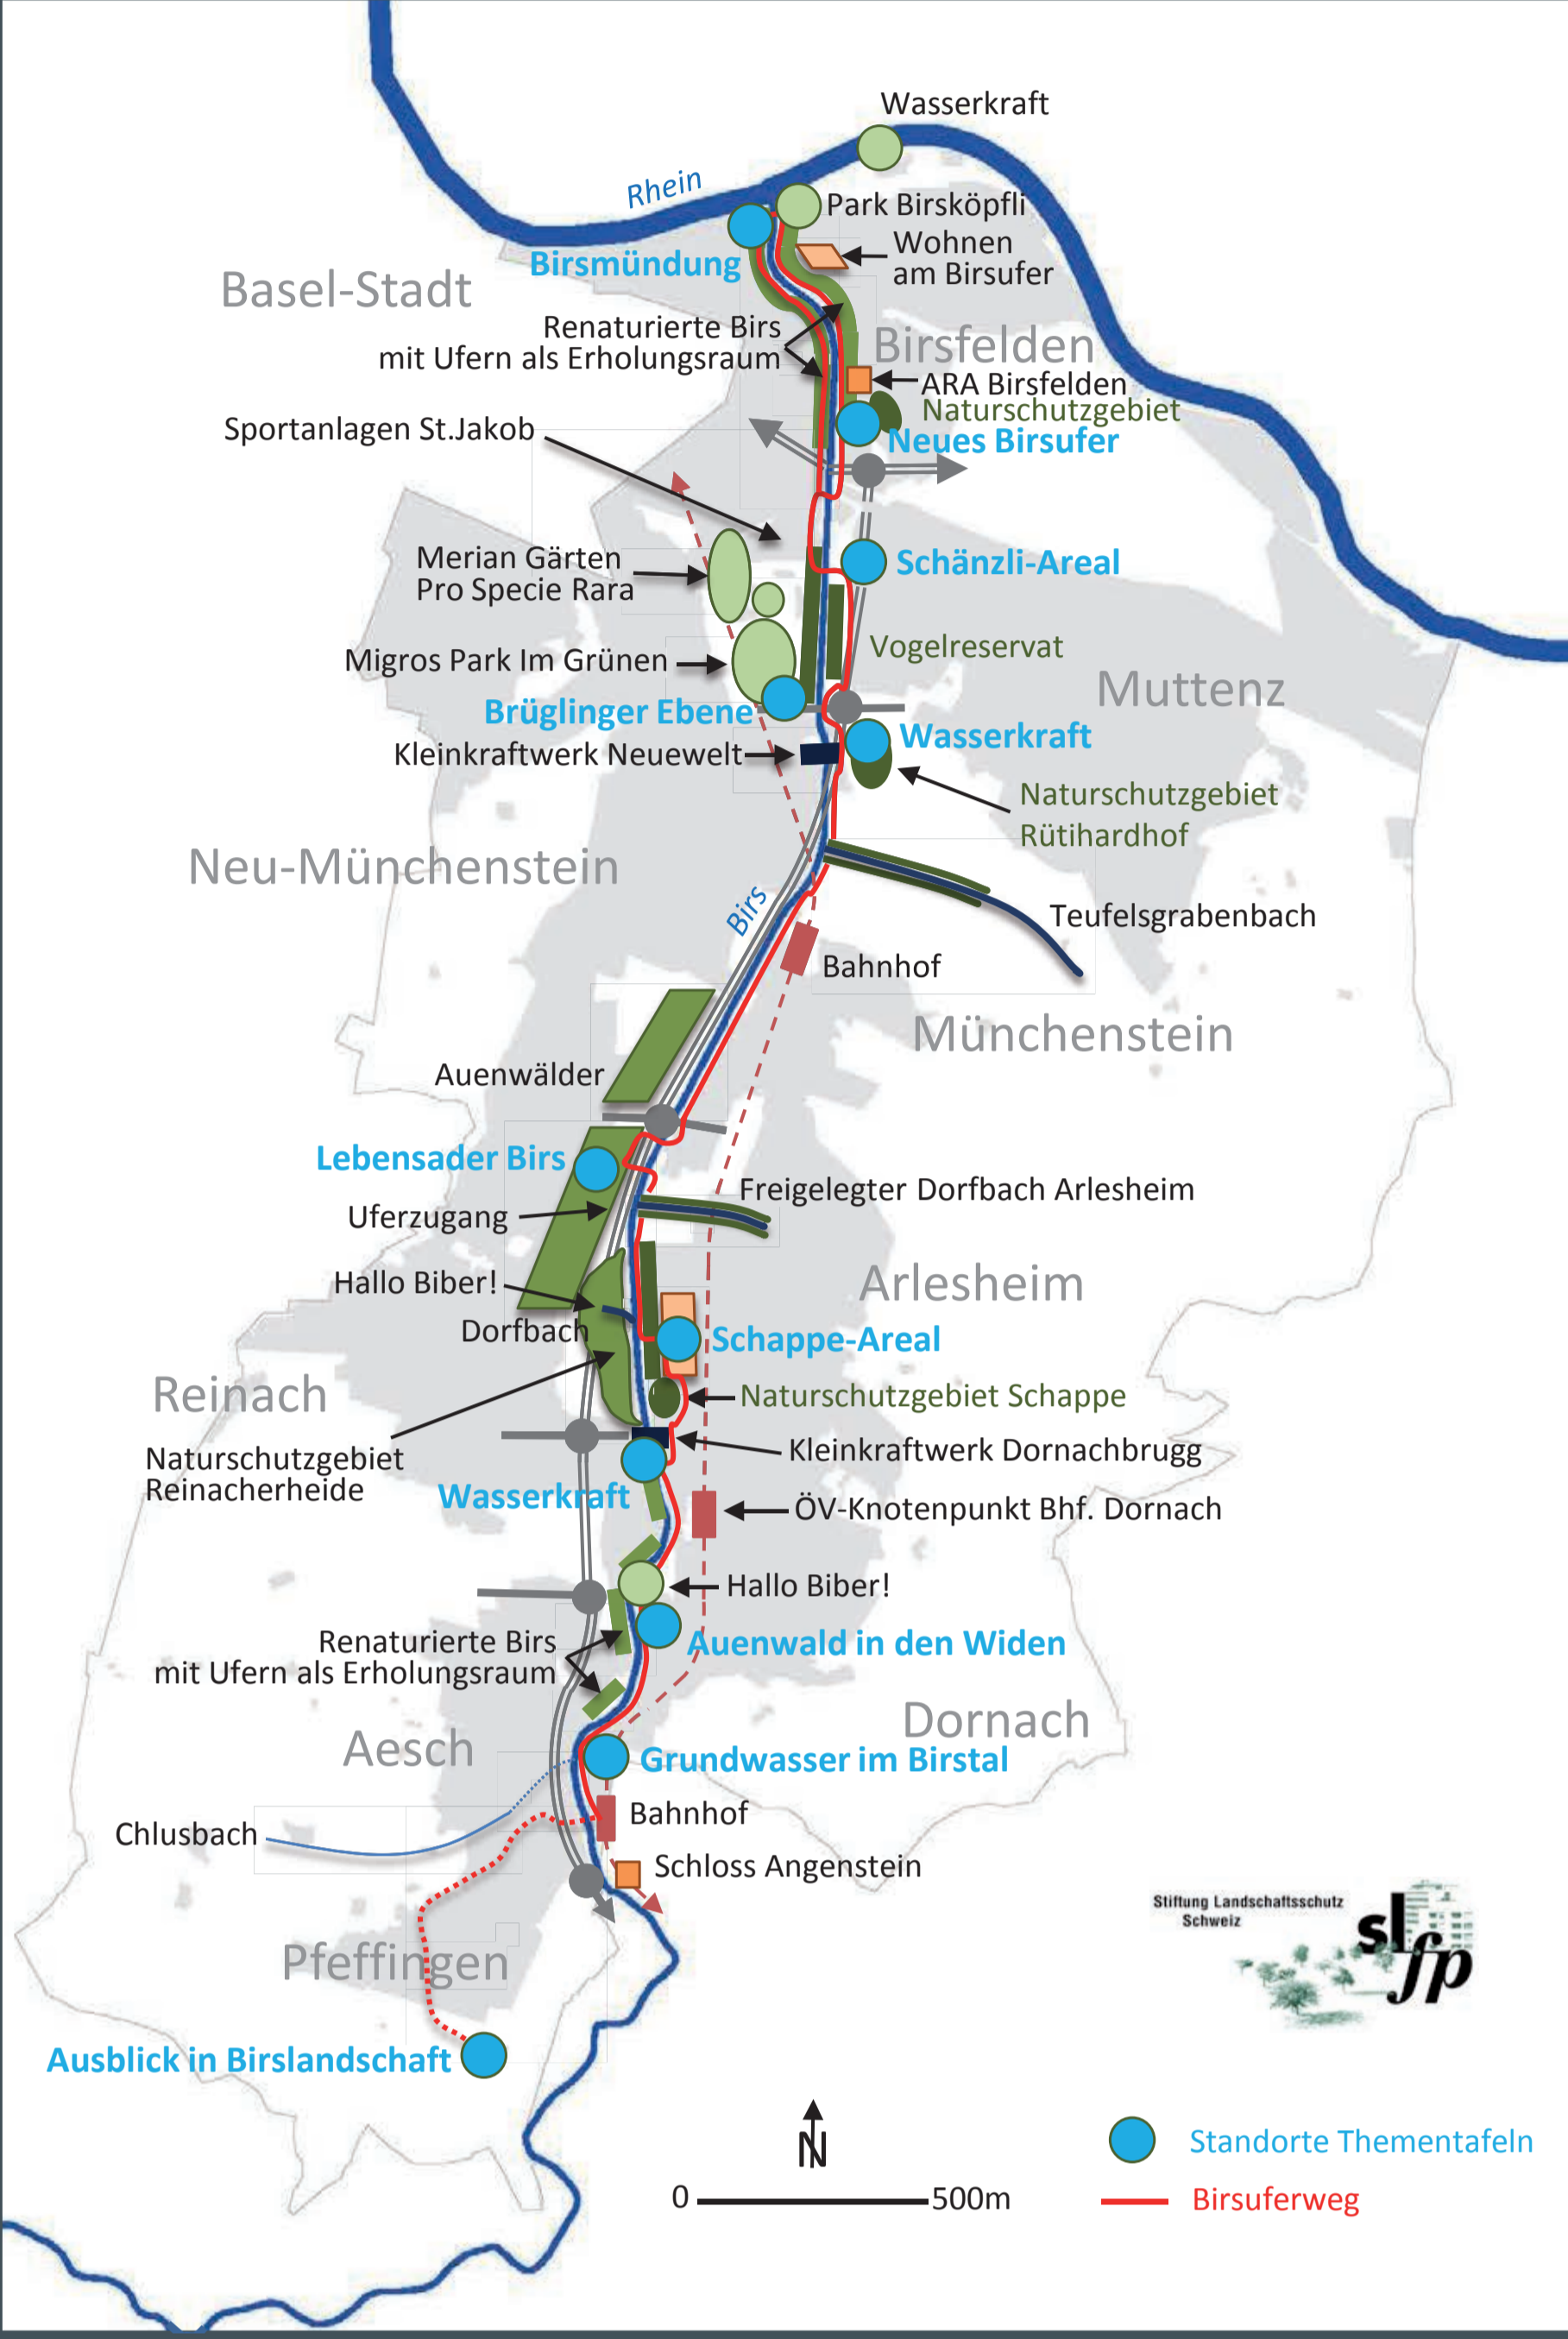 Wasserkraft
Rhein
Park Birsköpfli
Wohnen
am Birsufer
Birsmündung
Basel-Stadt
Renaturierte Birs
mit Ufern als Erholungsraum
Birsfelden
ARA Birsfelden
Naturschutzgebiet
Neues Birsufer
Sportanlagen St.Jakob
Merian Gärten
Pro Specie Rara
Schänzli-Areal
Vogelreservat
Migros Park Im Grünen
Muttenz
Brüglinger Ebene
Wasserkraft
Kleinkraftwerk Neuewelt
Naturschutzgebiet
Rütihardhof
Neu-Münchenstein
Birs
Teufelsgrabenbach
Bahnhof
Münchenstein
Auenwälder
Lebensader Birs
Freigelegter Dorfbach Arlesheim
Uferzugang
Hallo Biber!
Arlesheim
Dorfbach
Schappe-Areal
Reinach
Naturschutzgebiet Schappe
Naturschutzgebiet
Reinacherheide
Kleinkraftwerk Dornachbrugg
Wasserkraft
ÖV-Knotenpunkt Bhf. Dornach
Hallo Biber!
Renaturierte Birs
mit Ufern als Erholungsraum
Auenwald in den Widen
Dornach
Aesch
Grundwasser im Birstal
Bahnhof
Chlusbach
Schloss Angenstein
Stiftung Landschaftsschutz
Schweiz
sl
fp
Pfeffingen
Ausblick in Birslandschaft
N
Standorte Thementafeln
0 500m
Birsuferweg